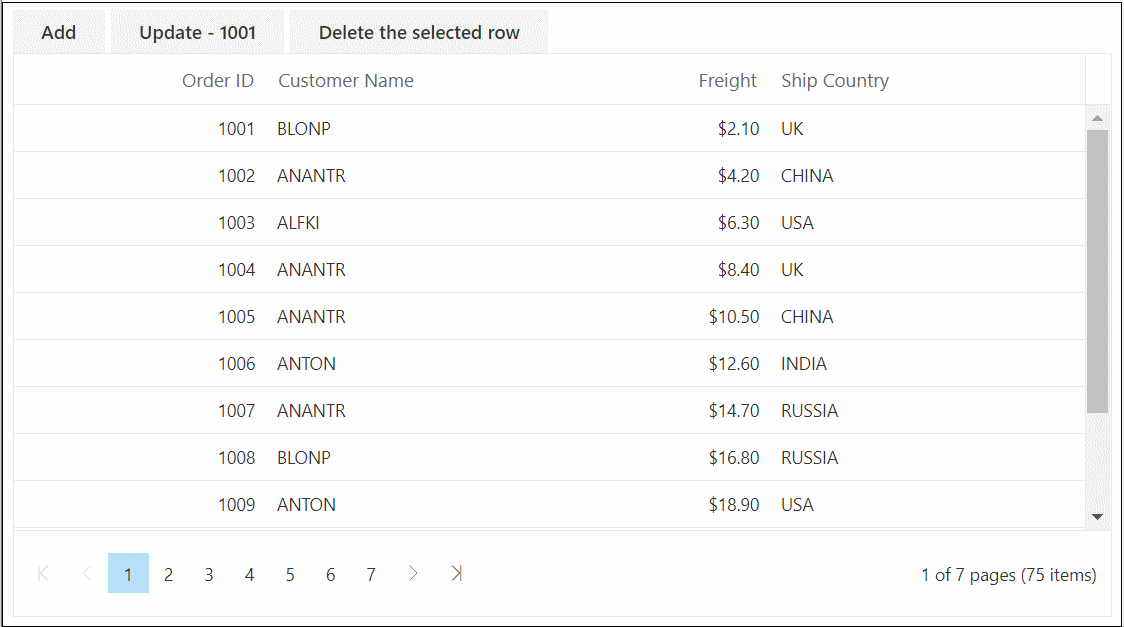 Add Update - 1001 Delete the selected row
Order ID Customer Name Freight Ship Country
1001 BLONP $2.10 UK
1002 ANANTR $4.20 CHINA
1003 ALFKI $6.30 USA
1004 ANANTR $8.40 UK
1005 ANANTR $10.50 CHINA
1006 ANTON $12.60 INDIA
1007 ANANTR $14.70 RUSSIA
1008 BLONP $16.80 RUSSIA
1009 ANTON $18.90 USA
1 2 3 4 5 6 7 1 of 7 pages (75 items)